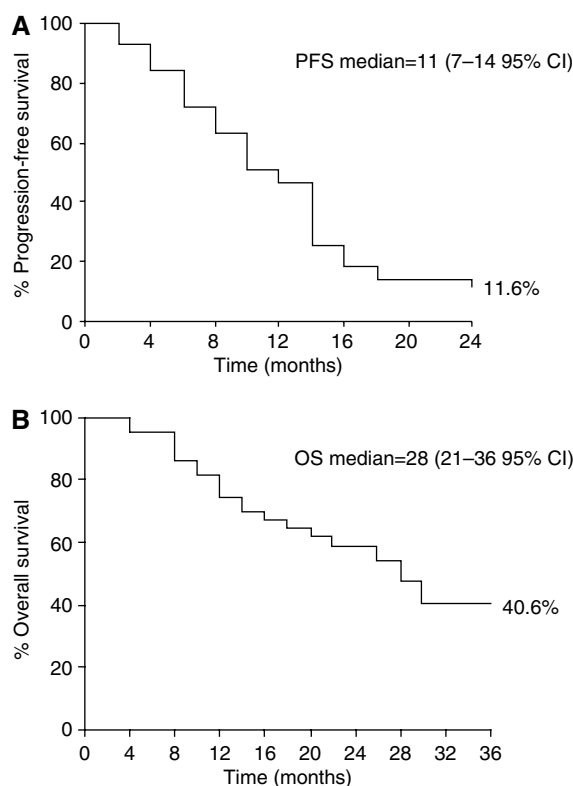 A
% Progression-free survival
100
80
60
40
20
0
PFS median=11 (7–14 95% CI)
11.6%
0 4 8 12 16 20 24
Time (months)
B
% Overall survival
100
80
60
40
20
0
OS median=28 (21–36 95% CI)
40.6%
0 4 8 12 16 20 24 28 32 36
Time (months)